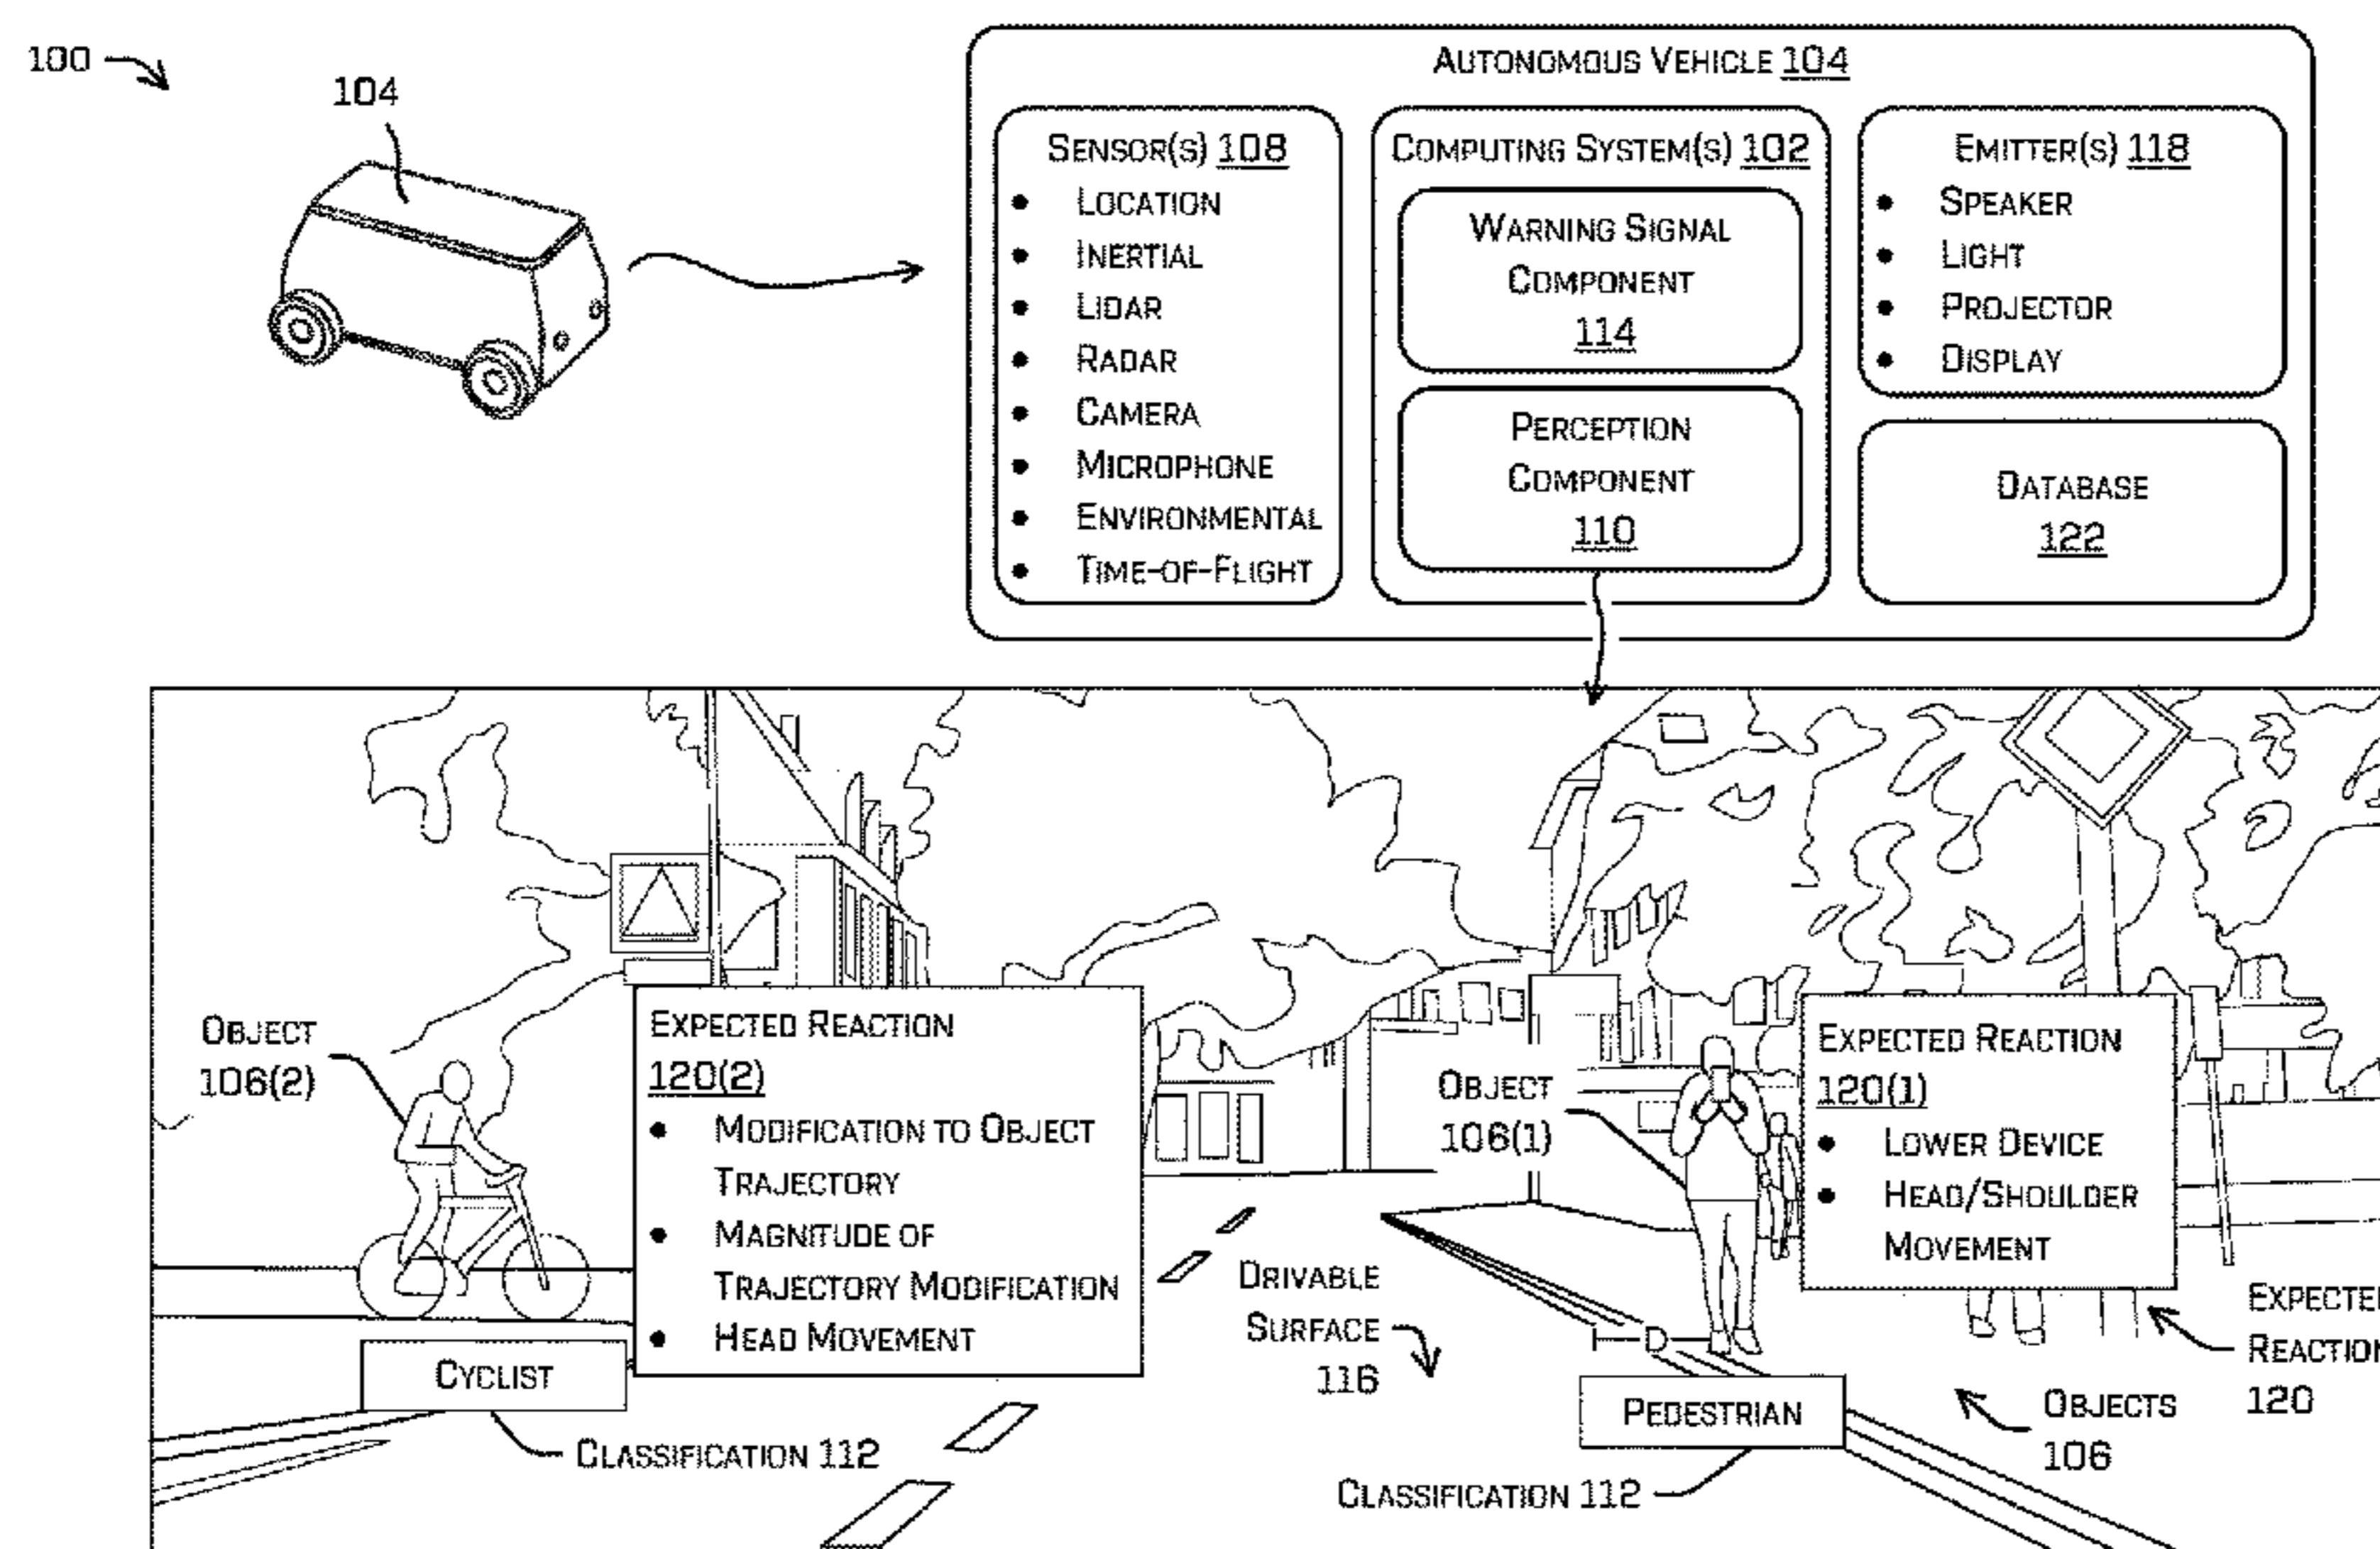 100
104
AUTONOMOUS VEHICLE 104
SENSOR(S) 108
• LOCATION
• INERTIAL
• LIDAR
• RADAR
• CAMERA
• MICROPHONE
• ENVIRONMENTAL
• TIME-OF-FLIGHT
COMPUTING SYSTEM(S) 102
WARNING SIGNAL
COMPONENT
114
PERCEPTION
COMPONENT
110
EMITTER(S) 118
• SPEAKER
• LIGHT
• PROJECTOR
• DISPLAY
DATABASE
122
OBJECT
106(2)
EXPECTED REACTION
120(2)
• MODIFICATION TO OBJECT
TRAJECTORY
• MAGNITUDE OF
TRAJECTORY MODIFICATION
• HEAD MOVEMENT
CYCLIST
CLASSIFICATION 112
OBJECT
106(1)
EXPECTED REACTION
120(1)
• LOWER DEVICE
• HEAD/SHOULDER
MOVEMENT
DRIVABLE
SURFACE
116
PEDESTRIAN
CLASSIFICATION 112
OBJECTS
106
EXPECTE
REACTION
120